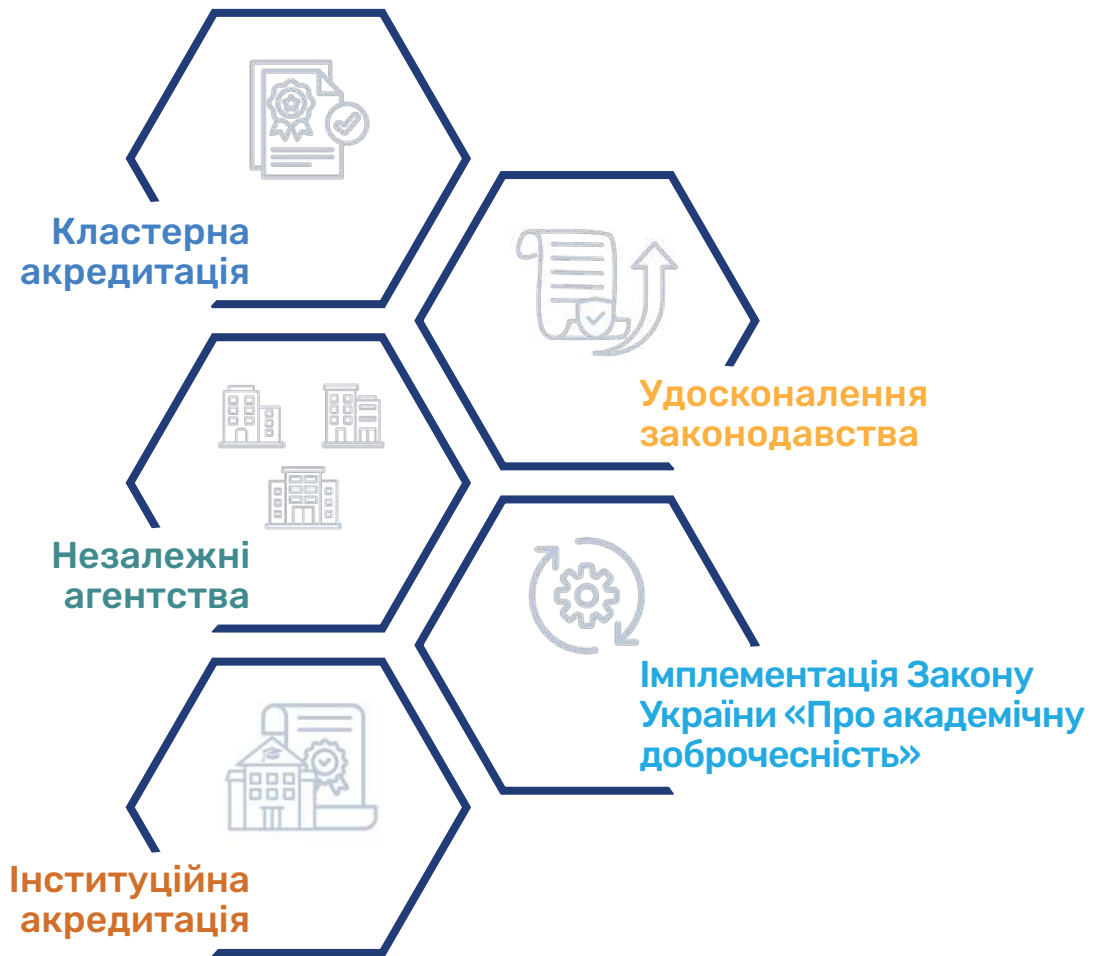 Кластерна
акредитація
Удосконалення
законодавства
Незалежні
агентства
Імплементація Закону
України «Про академічну
доброчесність»
Інституційна
акредитація